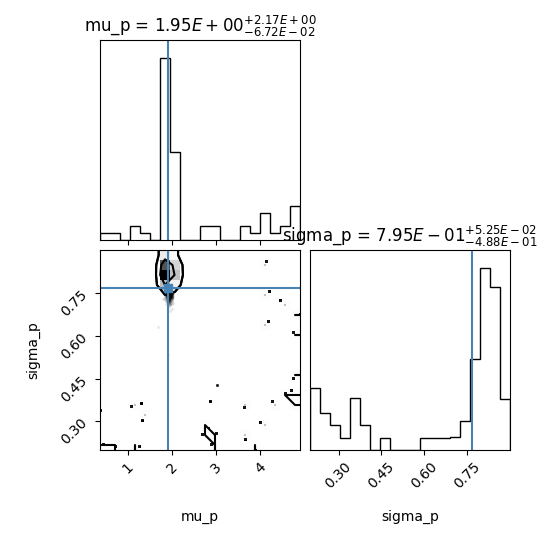 mu_p = 1.95E+00+2.17E+00−6.72E−02
sigma_p = 7.95E−01+5.25E−02−4.88E−01
0.75
0.60
0.45
0.30
sigma_p
1 2 3 4
0.30 0.45 0.60 0.75
mu_p
sigma_p